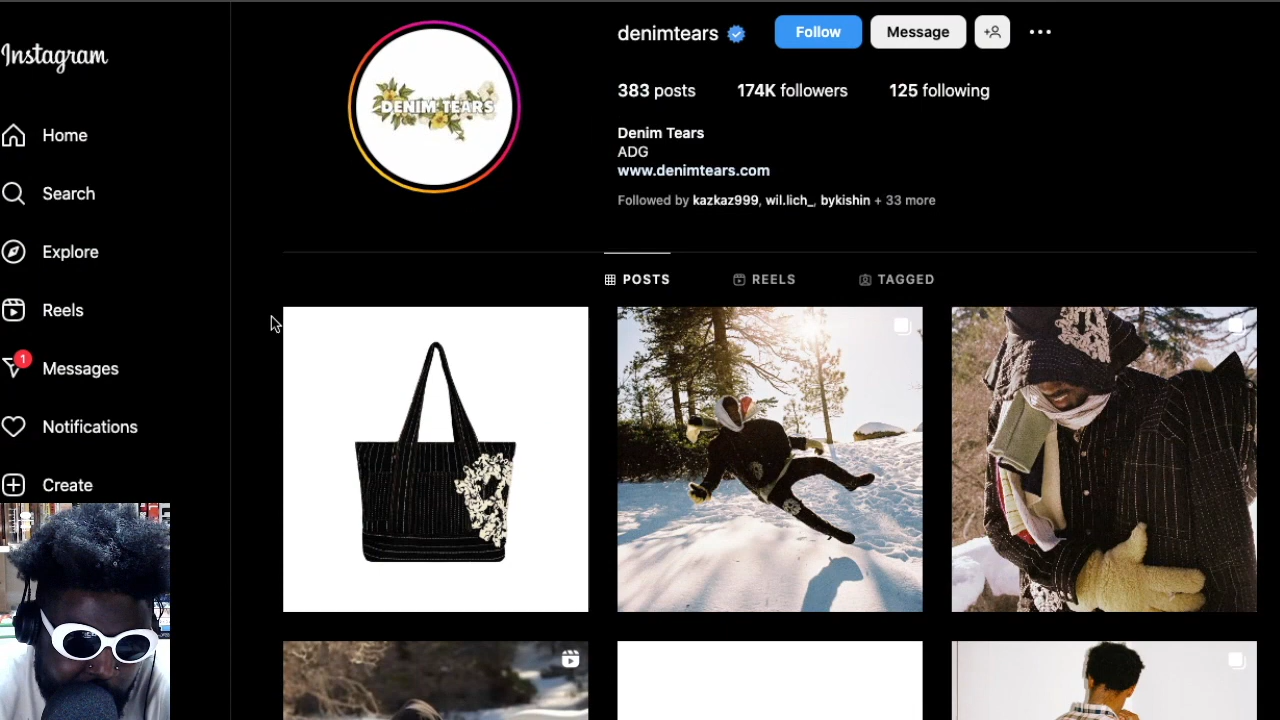 Instagram
Home
Search
Explore
Reels
1
Messages
Notifications
Create
DENIM TEARS
denimtears
Follow
Message
383 posts
174K followers
125 following
Denim Tears
ADG
www.denimtears.com
Followed by kazkaz999, wil.lich_, bykishin + 33 more
POSTS
REELS
TAGGED